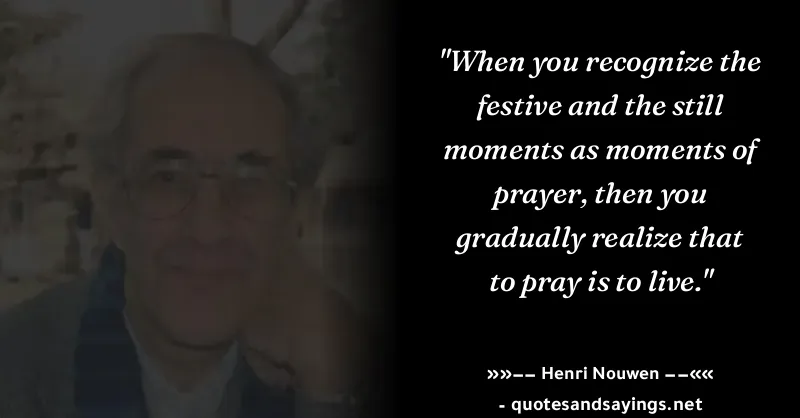 "When you recognize the
festive and the still
moments as moments of
prayer, then you
gradually realize that
to pray is to live."
»»−− Henri Nouwen −−««
- quotesandsayings.net